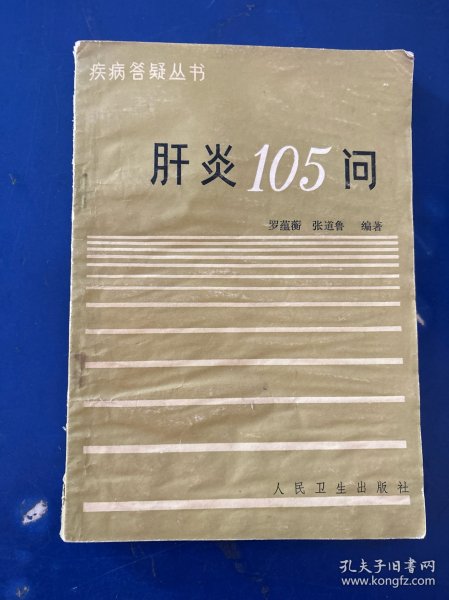 疾病答疑丛书
肝炎105问
罗蕴蘅 张道鲁 编著
人民卫生出版社
孔夫子旧书网
www.kongfz.com